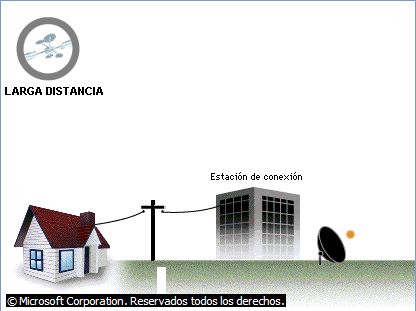 LARGA DISTANCIA
Estación de conexión
© Microsoft Corporation. Reservados todos los derechos.